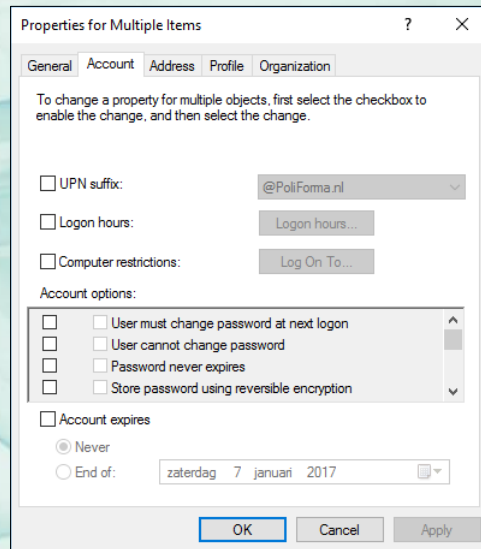 Properties for Multiple Items
General Account Address Profile Organization
To change a property for multiple objects, first select the checkbox to
enable the change, and then select the change.
UPN suffix: @PoliForma.nl
Logon hours: Logon hours...
Computer restrictions: Log On To...
Account options:
User must change password at next logon
User cannot change password
Password never expires
Store password using reversible encryption
Account expires
Never
End of: zaterdag 7 januari 2017
OK Cancel Apply